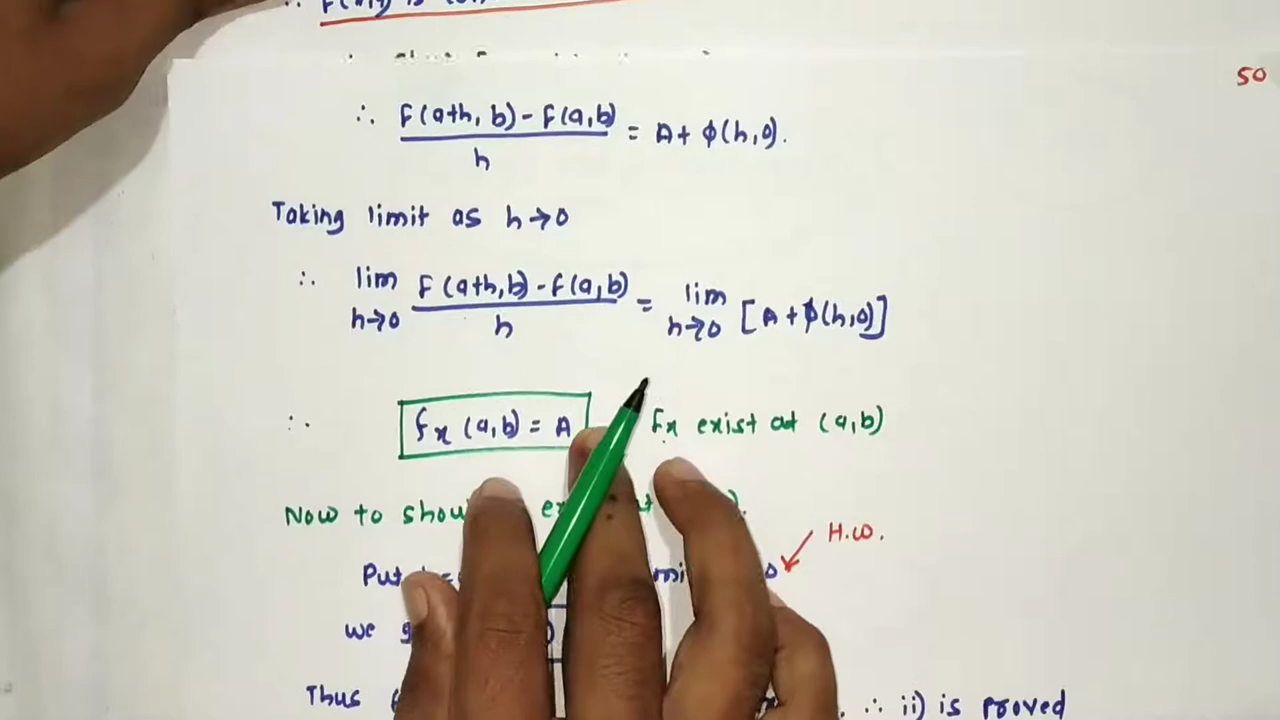 50
∴ F(a+h, b) - F(a,b) / h = A + φ(h,0).
Taking limit as h→0
∴ lim h→0 F(a+h,b) - f(a,b) / h = lim h→0 [A + φ(h,0)]
∴ fx (a,b) = A fx exist at (a,b)
Now to show
H.W.
Put
we
Thus ∴ ii) is proved